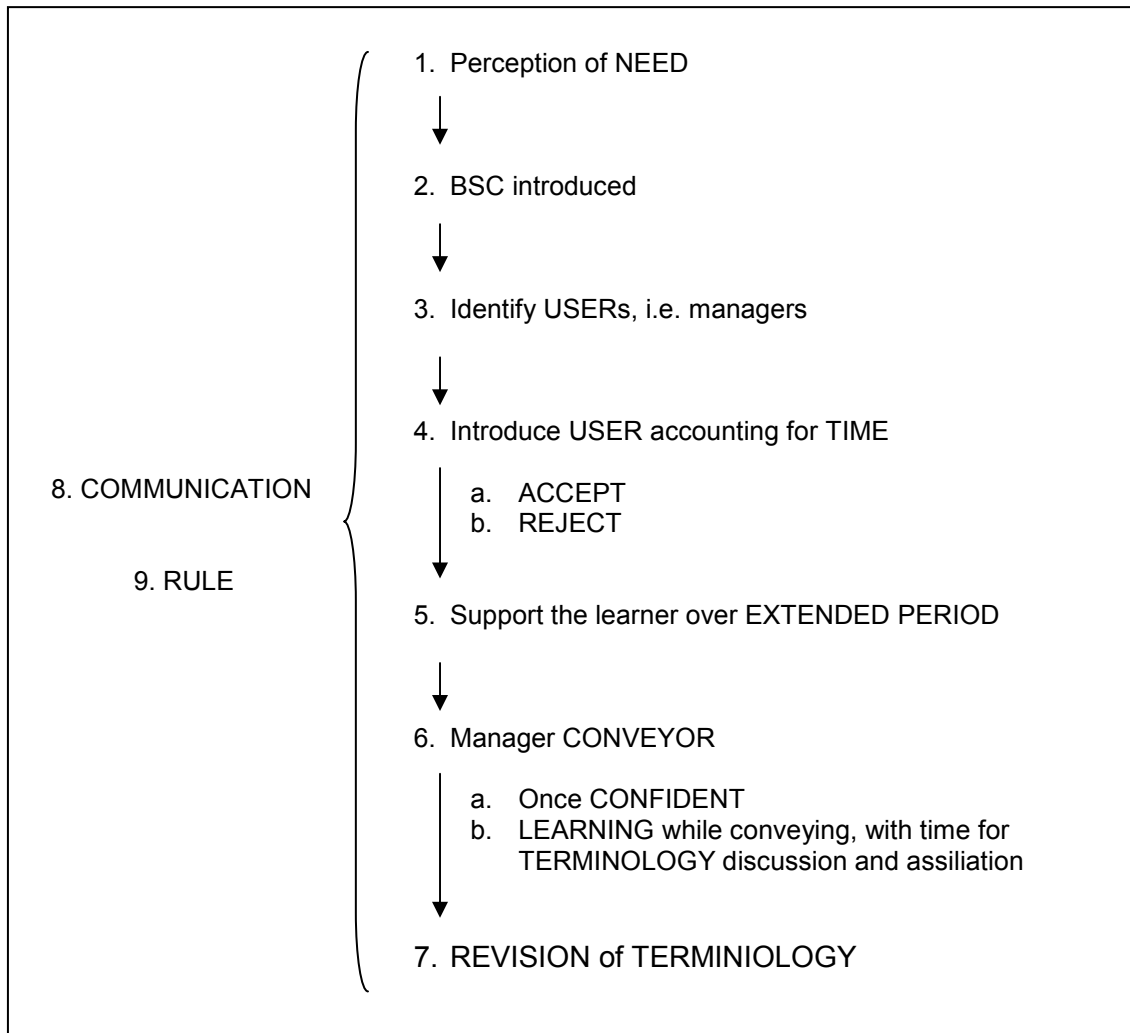 1. Perception of NEED
2. BSC introduced
3. Identify USERs, i.e. managers
4. Introduce USER accounting for TIME
a. ACCEPT
b. REJECT
5. Support the learner over EXTENDED PERIOD
6. Manager CONVEYOR
a. Once CONFIDENT
b. LEARNING while conveying, with time for
TERMINOLOGY discussion and assiliation
7. REVISION of TERMINIOLOGY
8. COMMUNICATION
9. RULE